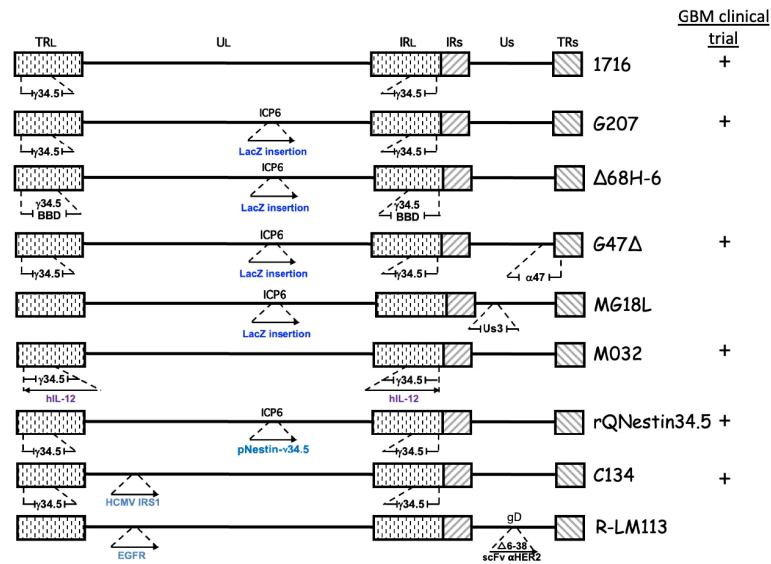 GBM clinical
trial
TRL UL IRL IRs Us TRs
1716 +
γ34.5 γ34.5
ICP6
G207 +
γ34.5 LacZ insertion γ34.5
ICP6
Δ68H-6
γ34.5
BBD LacZ insertion γ34.5
BBD
ICP6
G47Δ +
γ34.5 LacZ insertion γ34.5 α47
ICP6
MG18L
LacZ insertion Us3
M032 +
γ34.5 γ34.5
hIL-12 hIL-12
ICP6
rQNestin34.5 +
γ34.5 pNestin-γ34.5 γ34.5
C134 +
γ34.5 HCMV IRS1 γ34.5
gD
R-LM113
EGFR Δ6-38
scFv αHER2